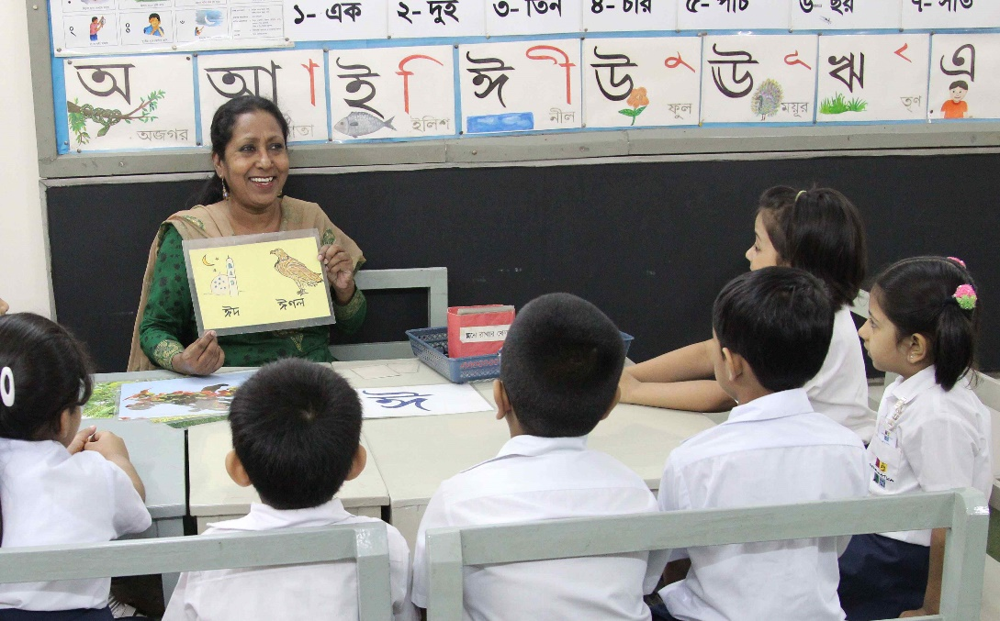 ১- এক ২- দুই ৩- তিন ৪- চার ৫- পাঁচ ৬- ছয় ৭- সাত
অ আ া ই ি ঈ ী উ ু ঊ ূ ঋ ৃ এ
অজগর ইলিশ নীল ফুল ময়ূর তৃণ
ঈদ ঈগল
ঈ